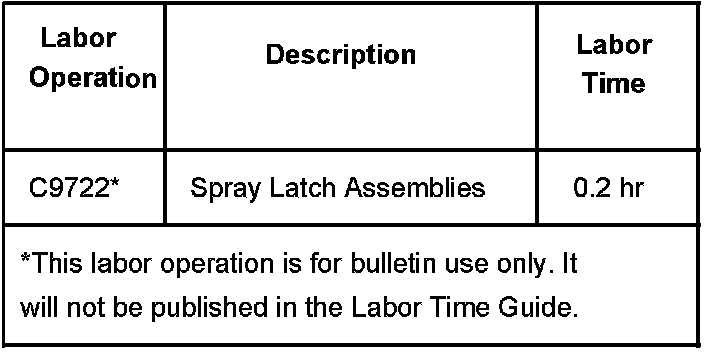 Labor Operation
Description
Labor Time
C9722*
Spray Latch Assemblies
0.2 hr
*This labor operation is for bulletin use only. It
will not be published in the Labor Time Guide.